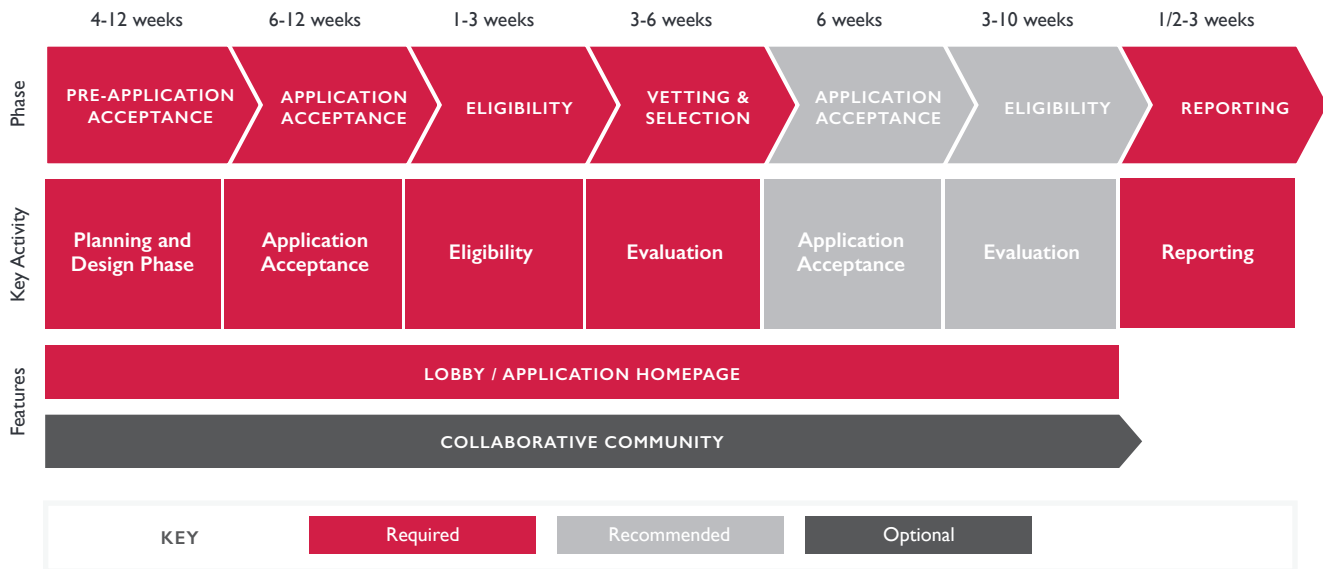 4-12 weeks
6-12 weeks
1-3 weeks
3-6 weeks
6 weeks
3-10 weeks
1/2-3 weeks
Phase
PRE-APPLICATION
ACCEPTANCE
APPLICATION
ACCEPTANCE
ELIGIBILITY
VETTING &
SELECTION
APPLICATION
ACCEPTANCE
ELIGIBILITY
REPORTING
Key Activity
Planning and
Design Phase
Application
Acceptance
Eligibility
Evaluation
Application
Acceptance
Evaluation
Reporting
Features
LOBBY / APPLICATION HOMEPAGE
COLLABORATIVE COMMUNITY
KEY
Required
Recommended
Optional